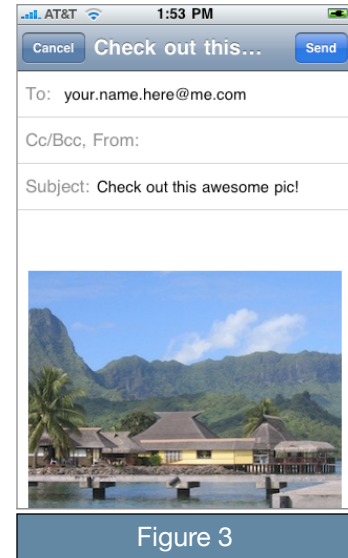 AT&T 1:53 PM
Cancel Check out this... Send
To: your.name.here@me.com
Cc/Bcc, From:
Subject: Check out this awesome pic!
Figure 3